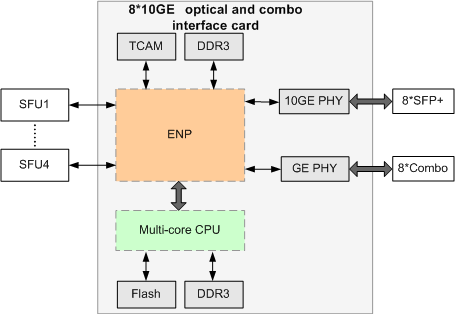 8*10GE optical and combo
interface card
TCAM
DDR3
SFU1
10GE PHY
8*SFP+
ENP
SFU4
GE PHY
8*Combo
Multi-core CPU
Flash
DDR3